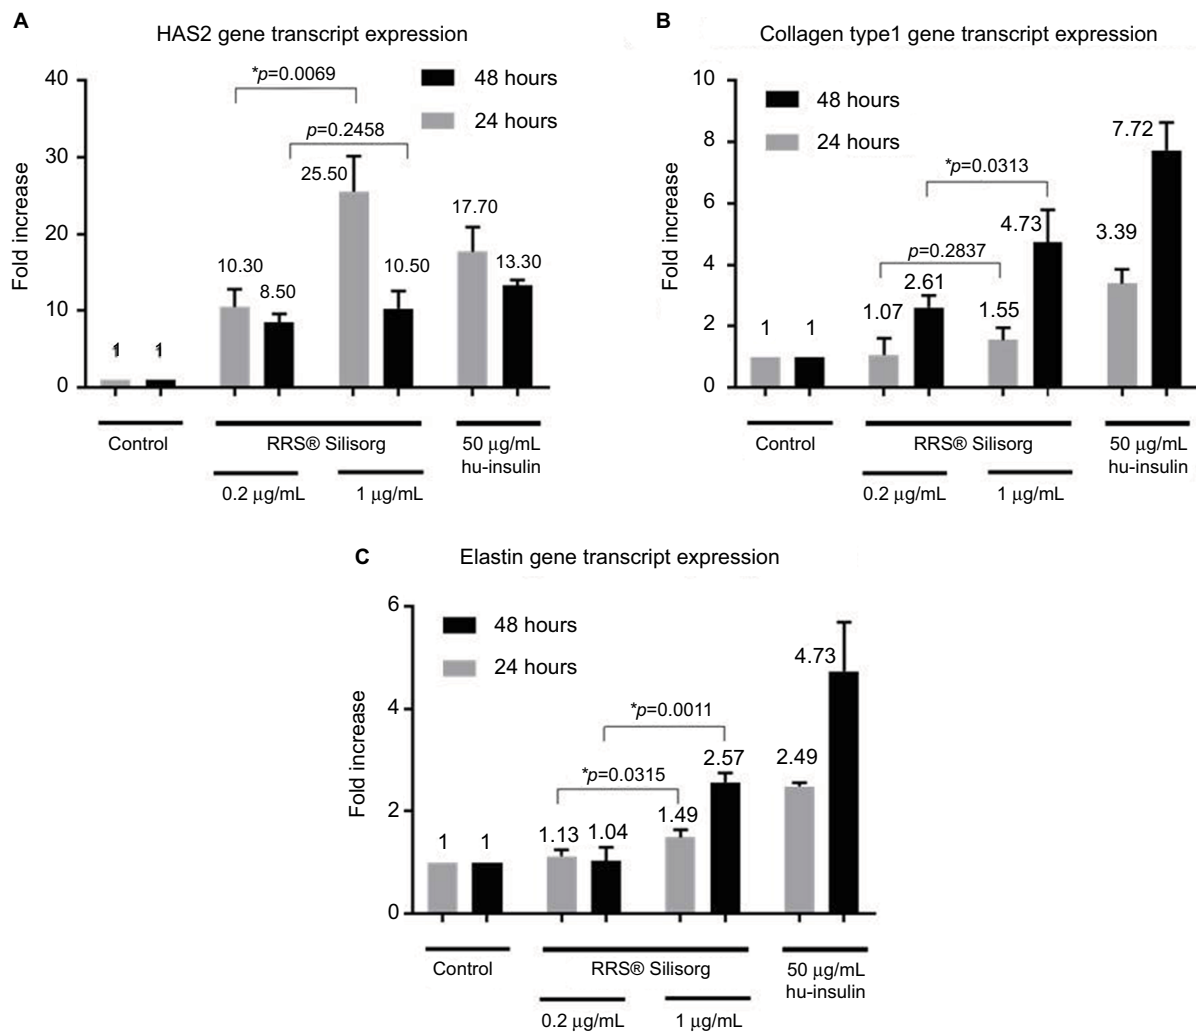 A
HAS2 gene transcript expression
40
30
20
10
0
Fold increase
48 hours
24 hours
*p=0.0069
p=0.2458
1
1
10.30
8.50
25.50
10.50
17.70
13.30
Control
RRS® Silisorg
50 µg/mL
hu-insulin
0.2 µg/mL
1 µg/mL
B
Collagen type1 gene transcript expression
10
8
6
4
2
0
Fold increase
48 hours
24 hours
*p=0.0313
p=0.2837
1
1
1.07
2.61
1.55
4.73
3.39
7.72
Control
RRS® Silisorg
50 µg/mL
hu-insulin
0.2 µg/mL
1 µg/mL
C
Elastin gene transcript expression
6
4
2
0
Fold increase
48 hours
24 hours
*p=0.0011
*p=0.0315
1
1
1.13
1.04
1.49
2.57
2.49
4.73
Control
RRS® Silisorg
50 µg/mL
hu-insulin
0.2 µg/mL
1 µg/mL